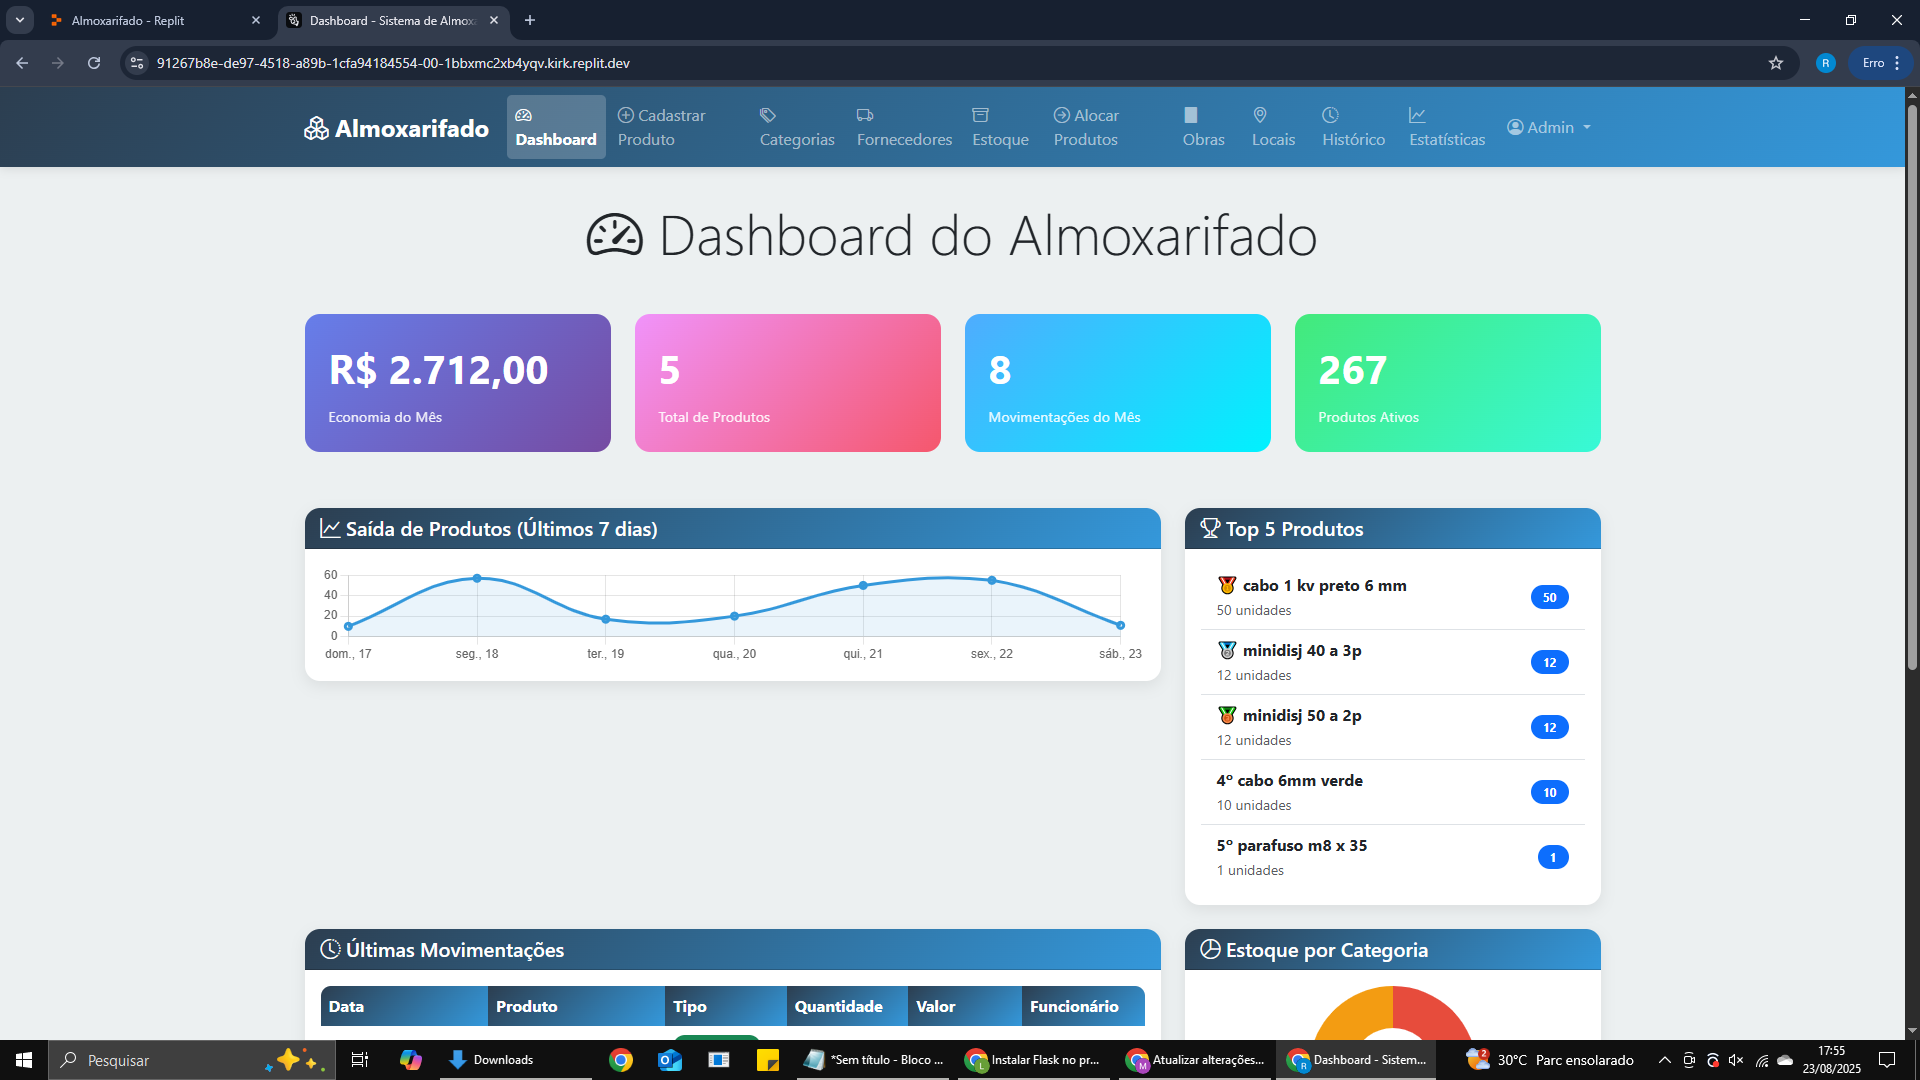 Almoxarifado - Replit
Dashboard - Sistema de Almox
91267b8e-de97-4518-a89b-1cfa94184554-00-1bbxmc2xb4yqv.kirk.replit.dev
R
Erro
Almoxarifado
Dashboard
Cadastrar Produto
Categorias
Fornecedores
Estoque
Alocar Produtos
Obras
Locais
Histórico
Estatísticas
Admin
Dashboard do Almoxarifado
R$ 2.712,00
Economia do Mês
5
Total de Produtos
8
Movimentações do Mês
267
Produtos Ativos
Saída de Produtos (Últimos 7 dias)
60
40
20
0
dom., 17
seg., 18
ter., 19
qua., 20
qui., 21
sex., 22
sáb., 23
Top 5 Produtos
cabo 1 kv preto 6 mm
50 unidades
50
minidisj 40 a 3p
12 unidades
12
minidisj 50 a 2p
12 unidades
12
4º cabo 6mm verde
10 unidades
10
5º parafuso m8 x 35
1 unidades
1
Últimas Movimentações
Data Produto Tipo Quantidade Valor Funcionário
Estoque por Categoria
Pesquisar
Downloads
*Sem título - Bloco ...
Instalar Flask no pr...
Atualizar alterações...
Dashboard - Sistem...
2
30°C Parc ensolarado
17:55
23/08/2025